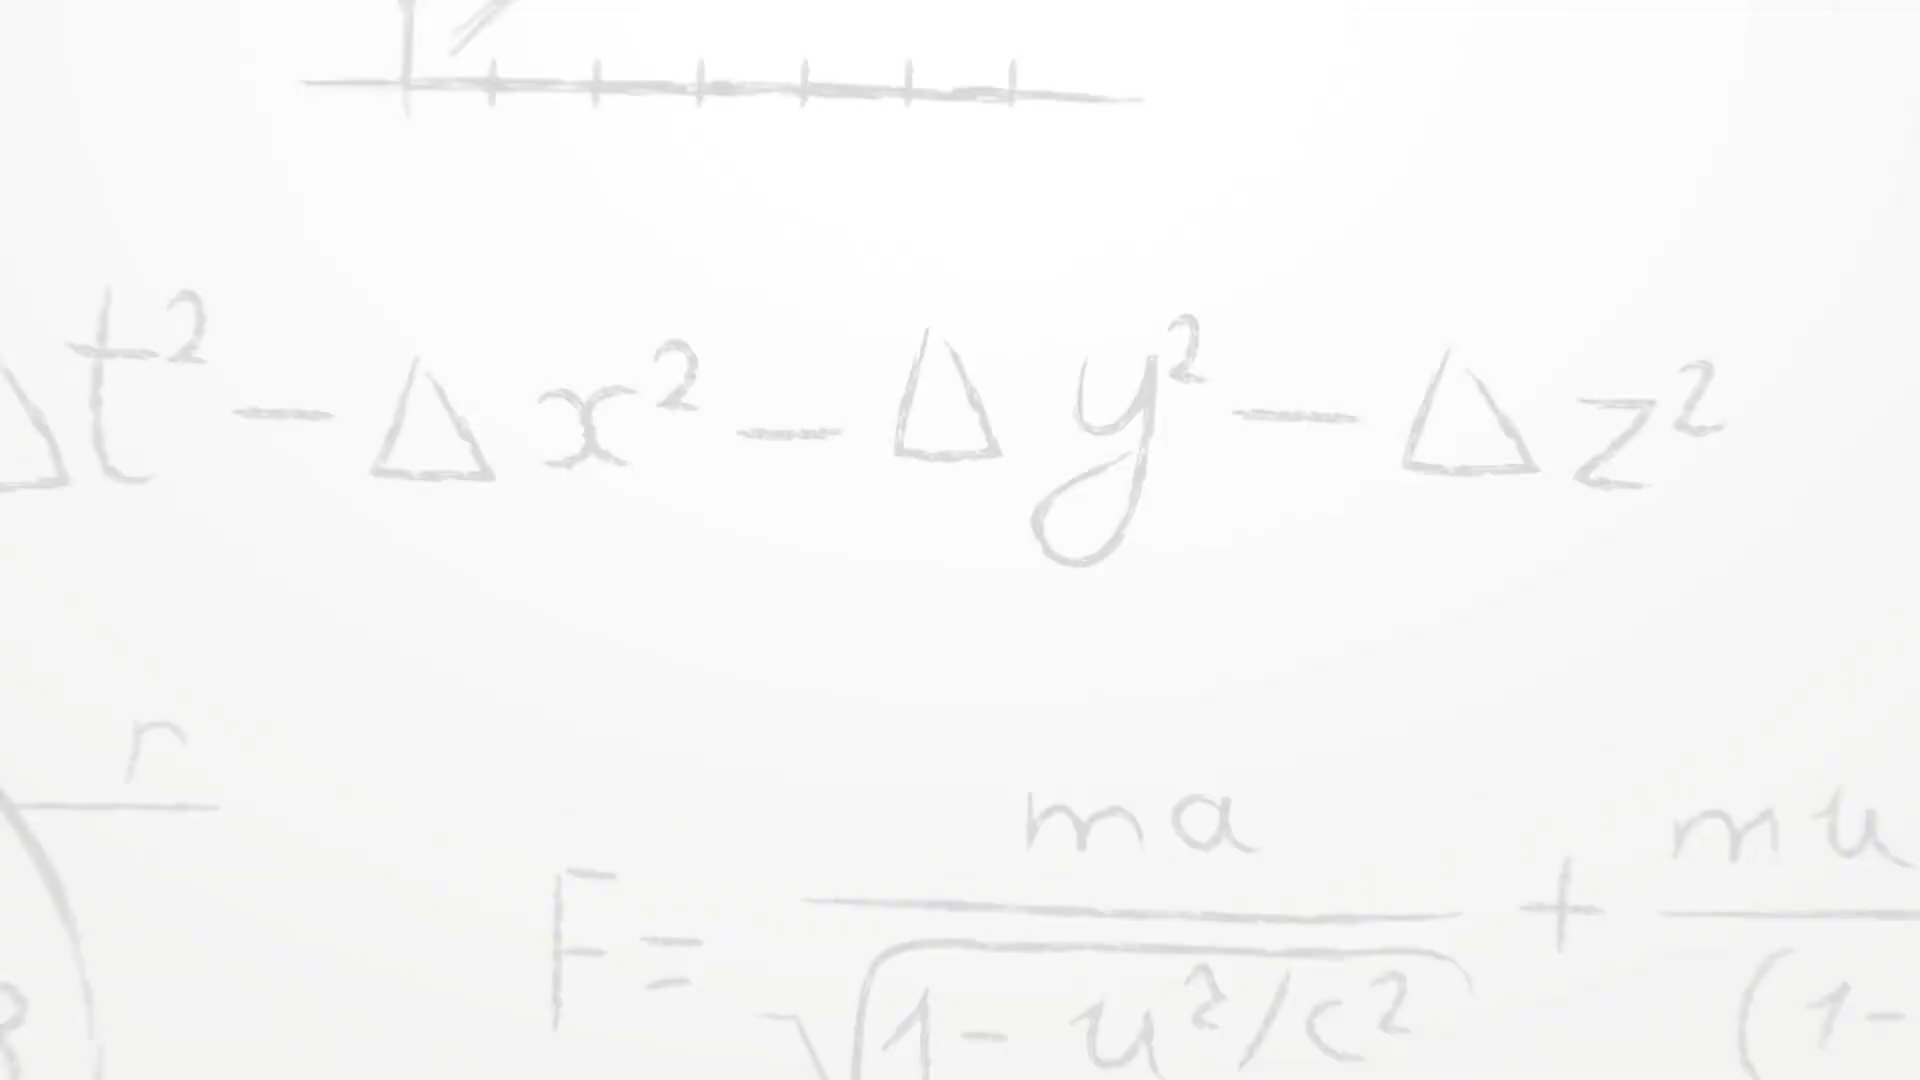 Δt² - Δx² - Δy² - Δz²
r
F = ma / √(1 - u²/c²) + mu
(1 -